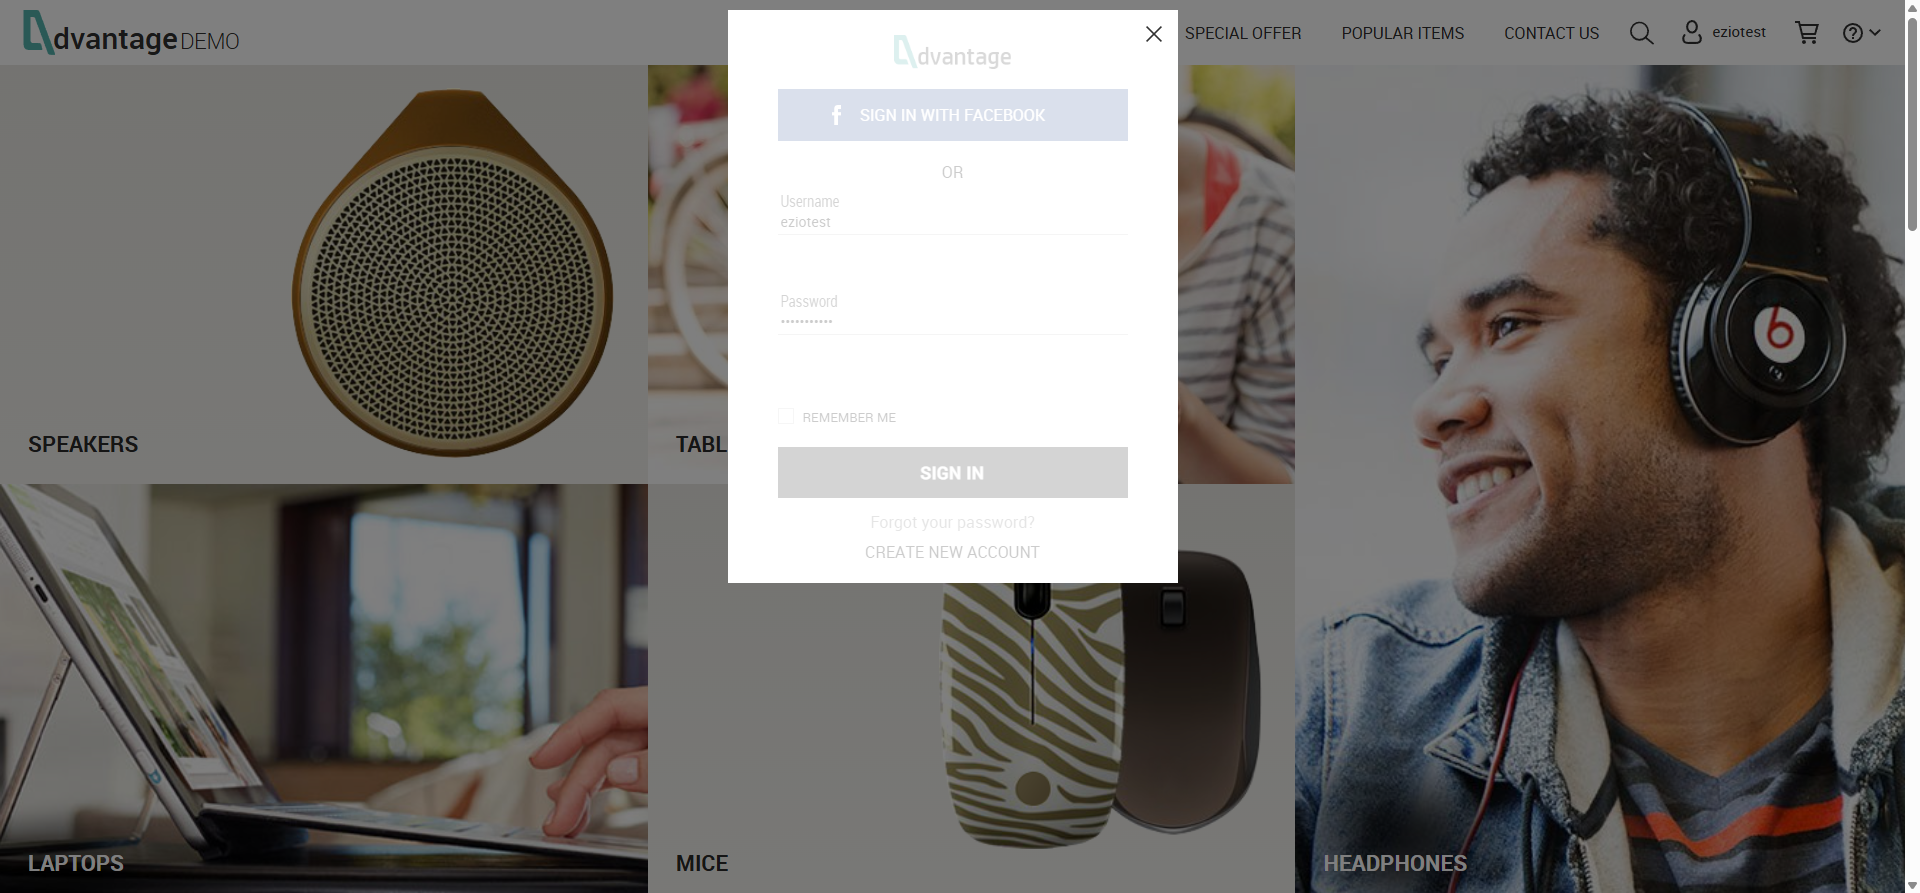 dvantage DEMO
SPECIAL OFFER
POPULAR ITEMS
CONTACT US
eziotest
dvantage
SIGN IN WITH FACEBOOK
OR
Username
eziotest
Password
•••••••••••
REMEMBER ME
SIGN IN
Forgot your password?
CREATE NEW ACCOUNT
SPEAKERS
TABL
LAPTOPS
MICE
HEADPHONES